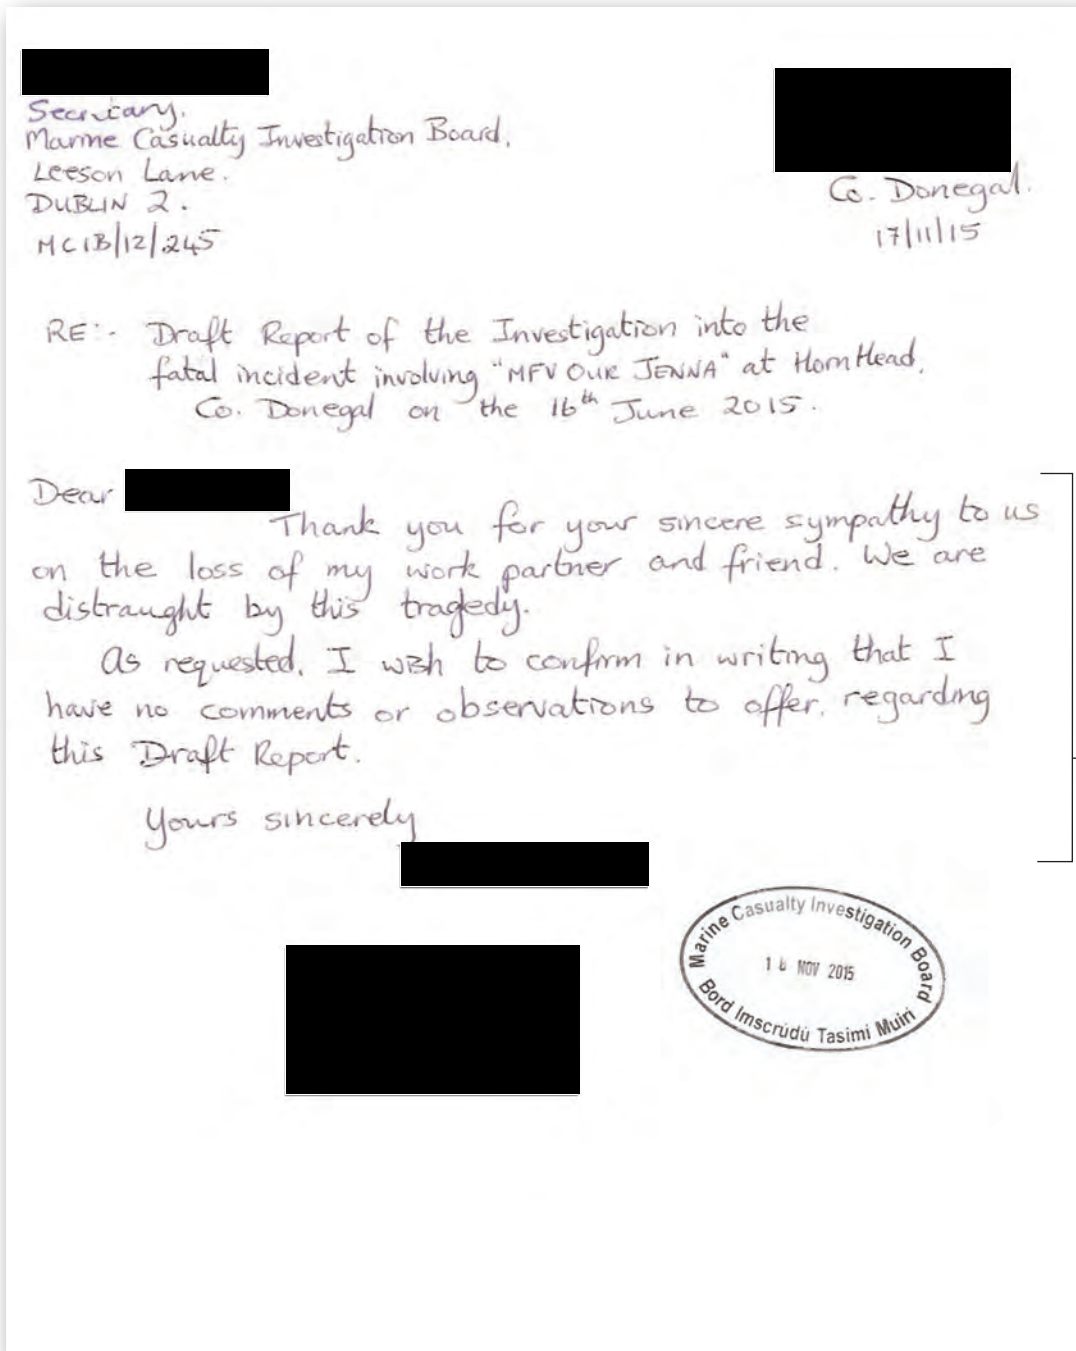 Secretary.
Marine Casualty Investigation Board.
Leeson Lane.
DUBLIN 2.
MCIB/12/245
Co. Donegal.
17/11/15
RE:- Draft Report of the Investigation into the
fatal incident involving "MFV OUR JENNA" at Horn Head,
Co. Donegal on the 16th June 2015.
Dear
Thank you for your sincere sympathy to us
on the loss of my work partner and friend. We are
distraught by this tragedy.
As requested. I wish to confirm in writing that I
have no comments or observations to offer. regarding
this Draft Report.
Yours sincerely
Marine Casualty Investigation Board
NOV 2015
Bord Imscrúdú Taismí Muirí